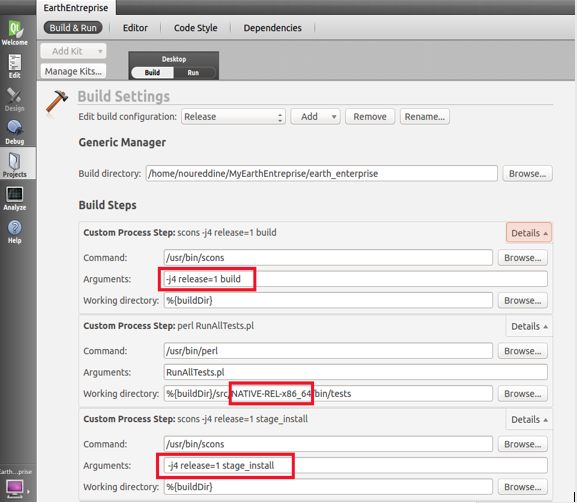 EarthEntreprise
Build & Run Editor Code Style Dependencies
Add Kit
Manage Kits...
Desktop
Build Run
Welcome
Edit
Design
Debug
Projects
Analyze
Help
Earth...prise
Build Settings
Edit build configuration: Release Add Remove Rename...
Generic Manager
Build directory: /home/noureddine/MyEarthEntreprise/earth_enterprise Browse...
Build Steps
Custom Process Step: scons -j4 release=1 build Details
Command: /usr/bin/scons Browse...
Arguments: -j4 release=1 build
Working directory: %{buildDir} Browse...
Custom Process Step: perl RunAllTests.pl Details
Command: /usr/bin/perl Browse...
Arguments: RunAllTests.pl
Working directory: %{buildDir}/src/NATIVE-REL-x86_64/bin/tests Browse...
Custom Process Step: scons -j4 release=1 stage_install Details
Command: /usr/bin/scons Browse...
Arguments: -j4 release=1 stage_install
Working directory: %{buildDir} Browse...